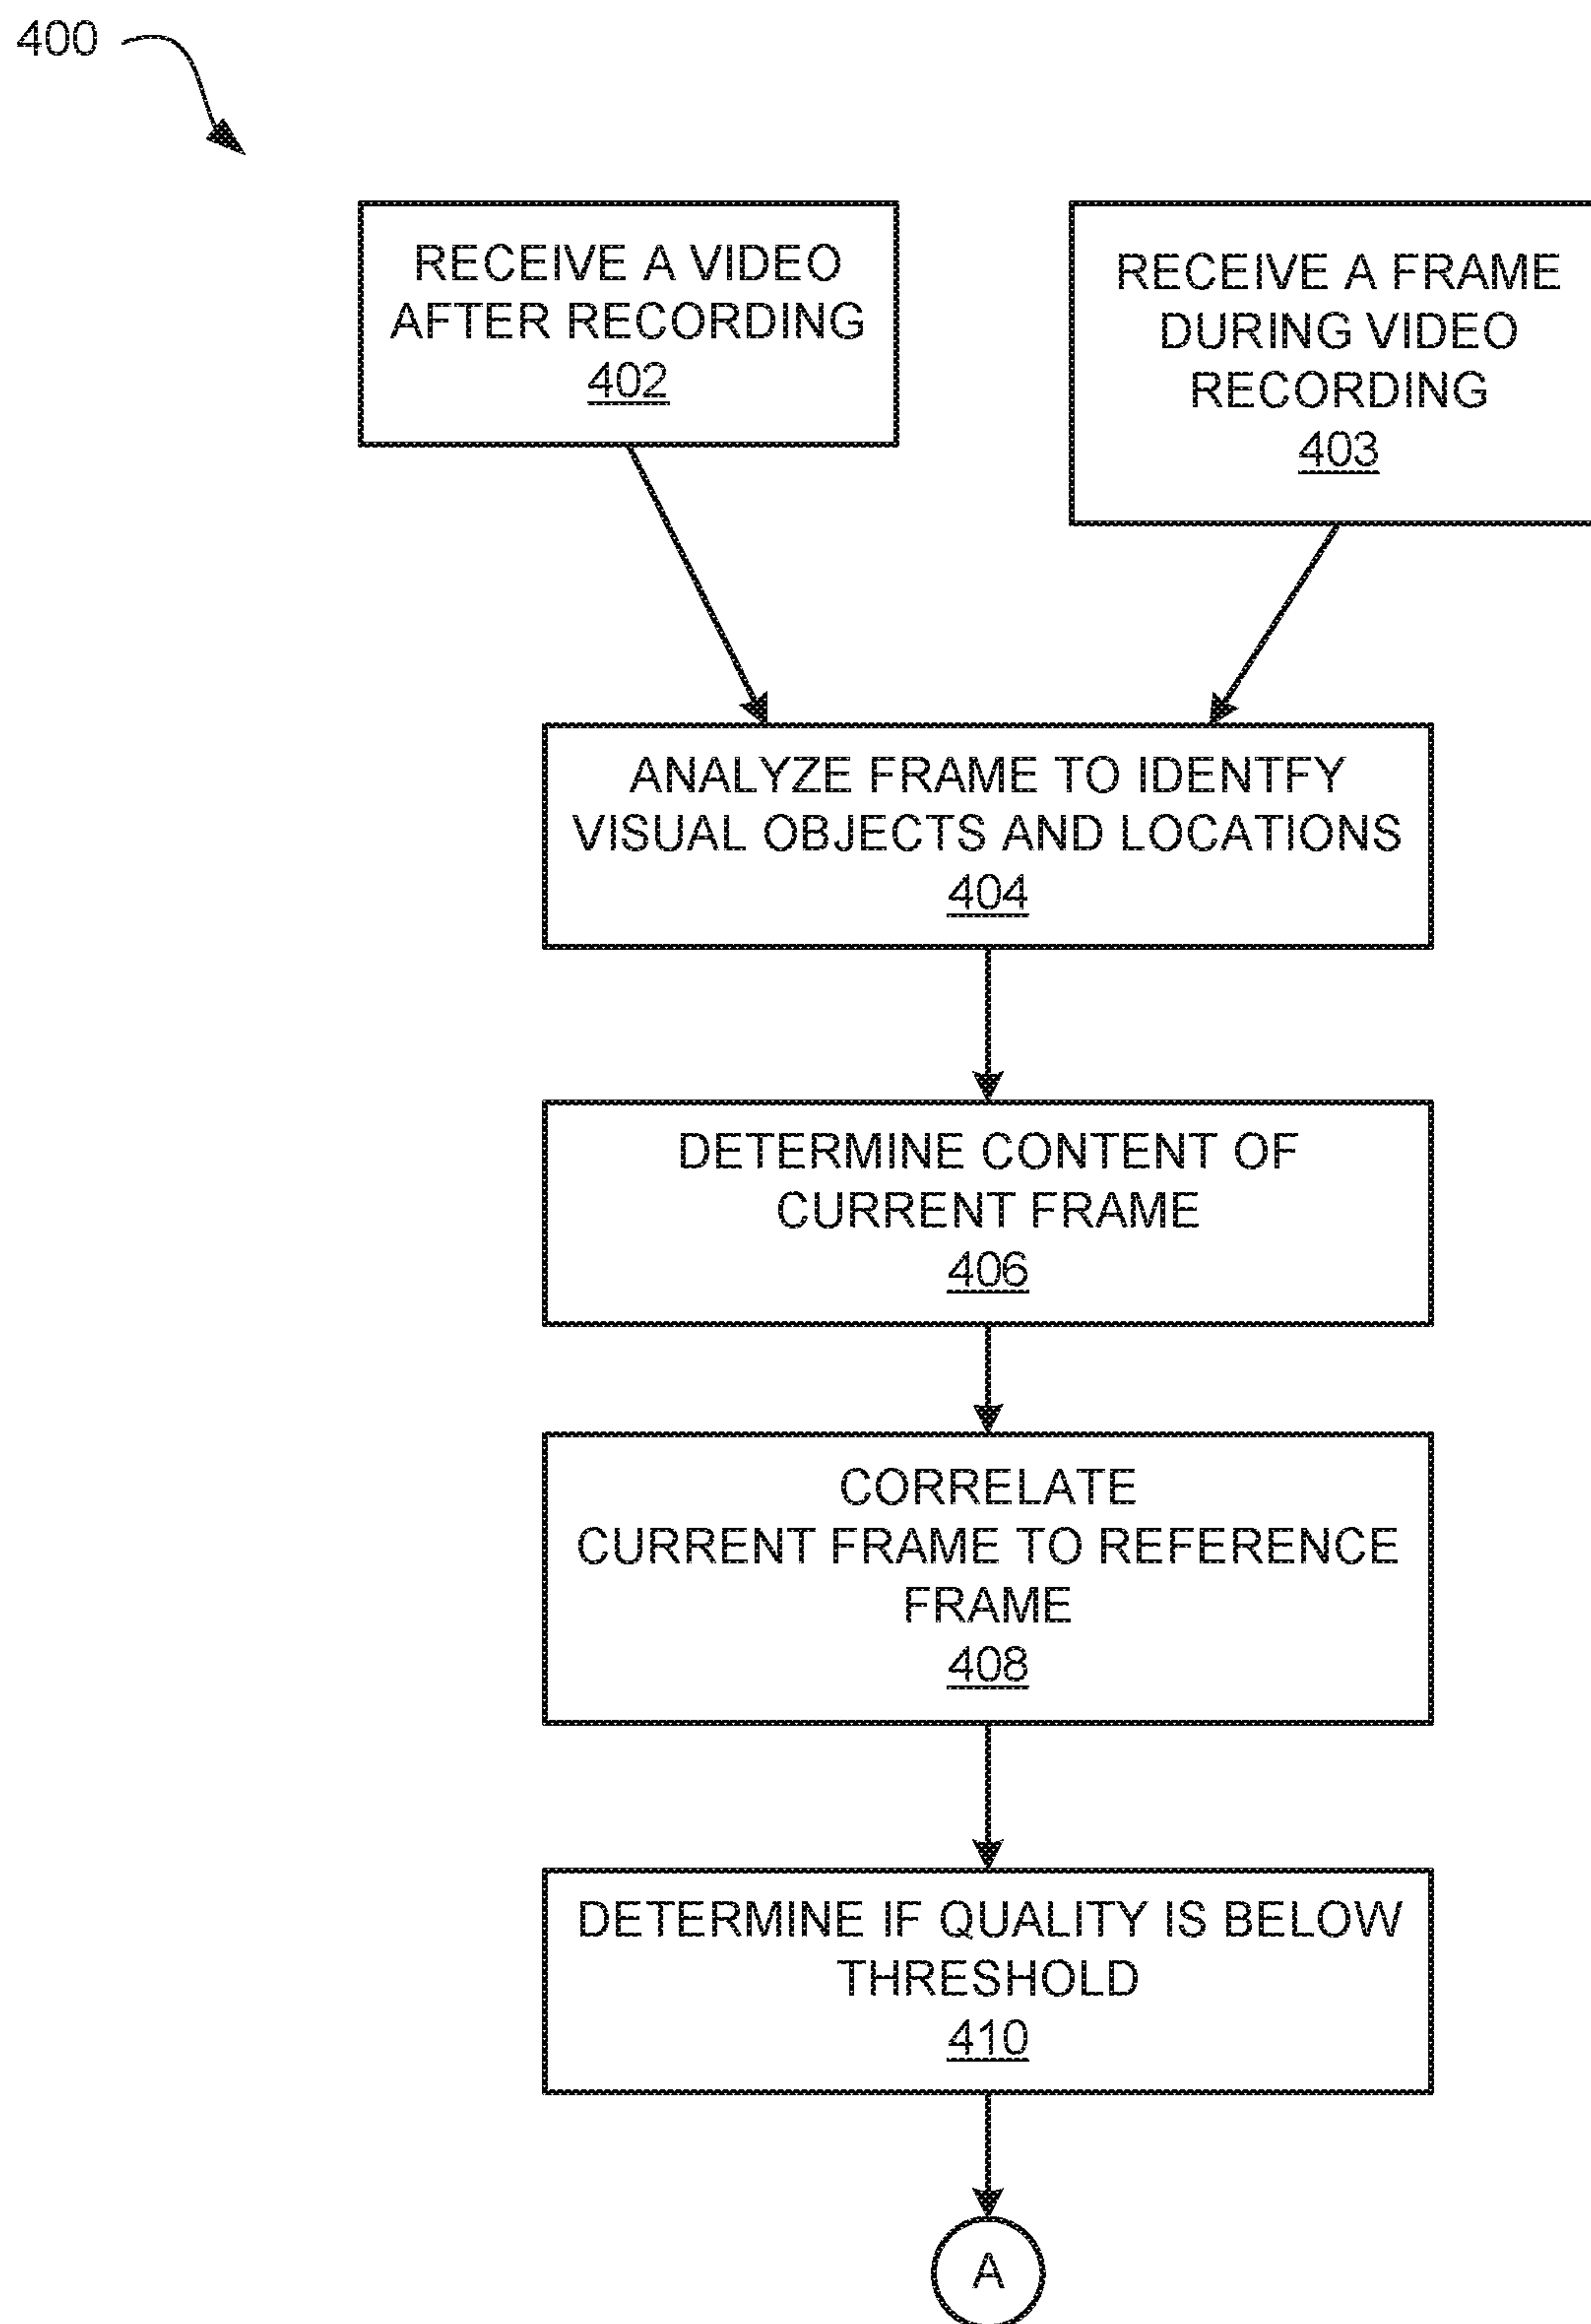 400
RECEIVE A VIDEO
AFTER RECORDING
402
RECEIVE A FRAME
DURING VIDEO
RECORDING
403
ANALYZE FRAME TO IDENTFY
VISUAL OBJECTS AND LOCATIONS
404
DETERMINE CONTENT OF
CURRENT FRAME
406
CORRELATE
CURRENT FRAME TO REFERENCE
FRAME
408
DETERMINE IF QUALITY IS BELOW
THRESHOLD
410
A